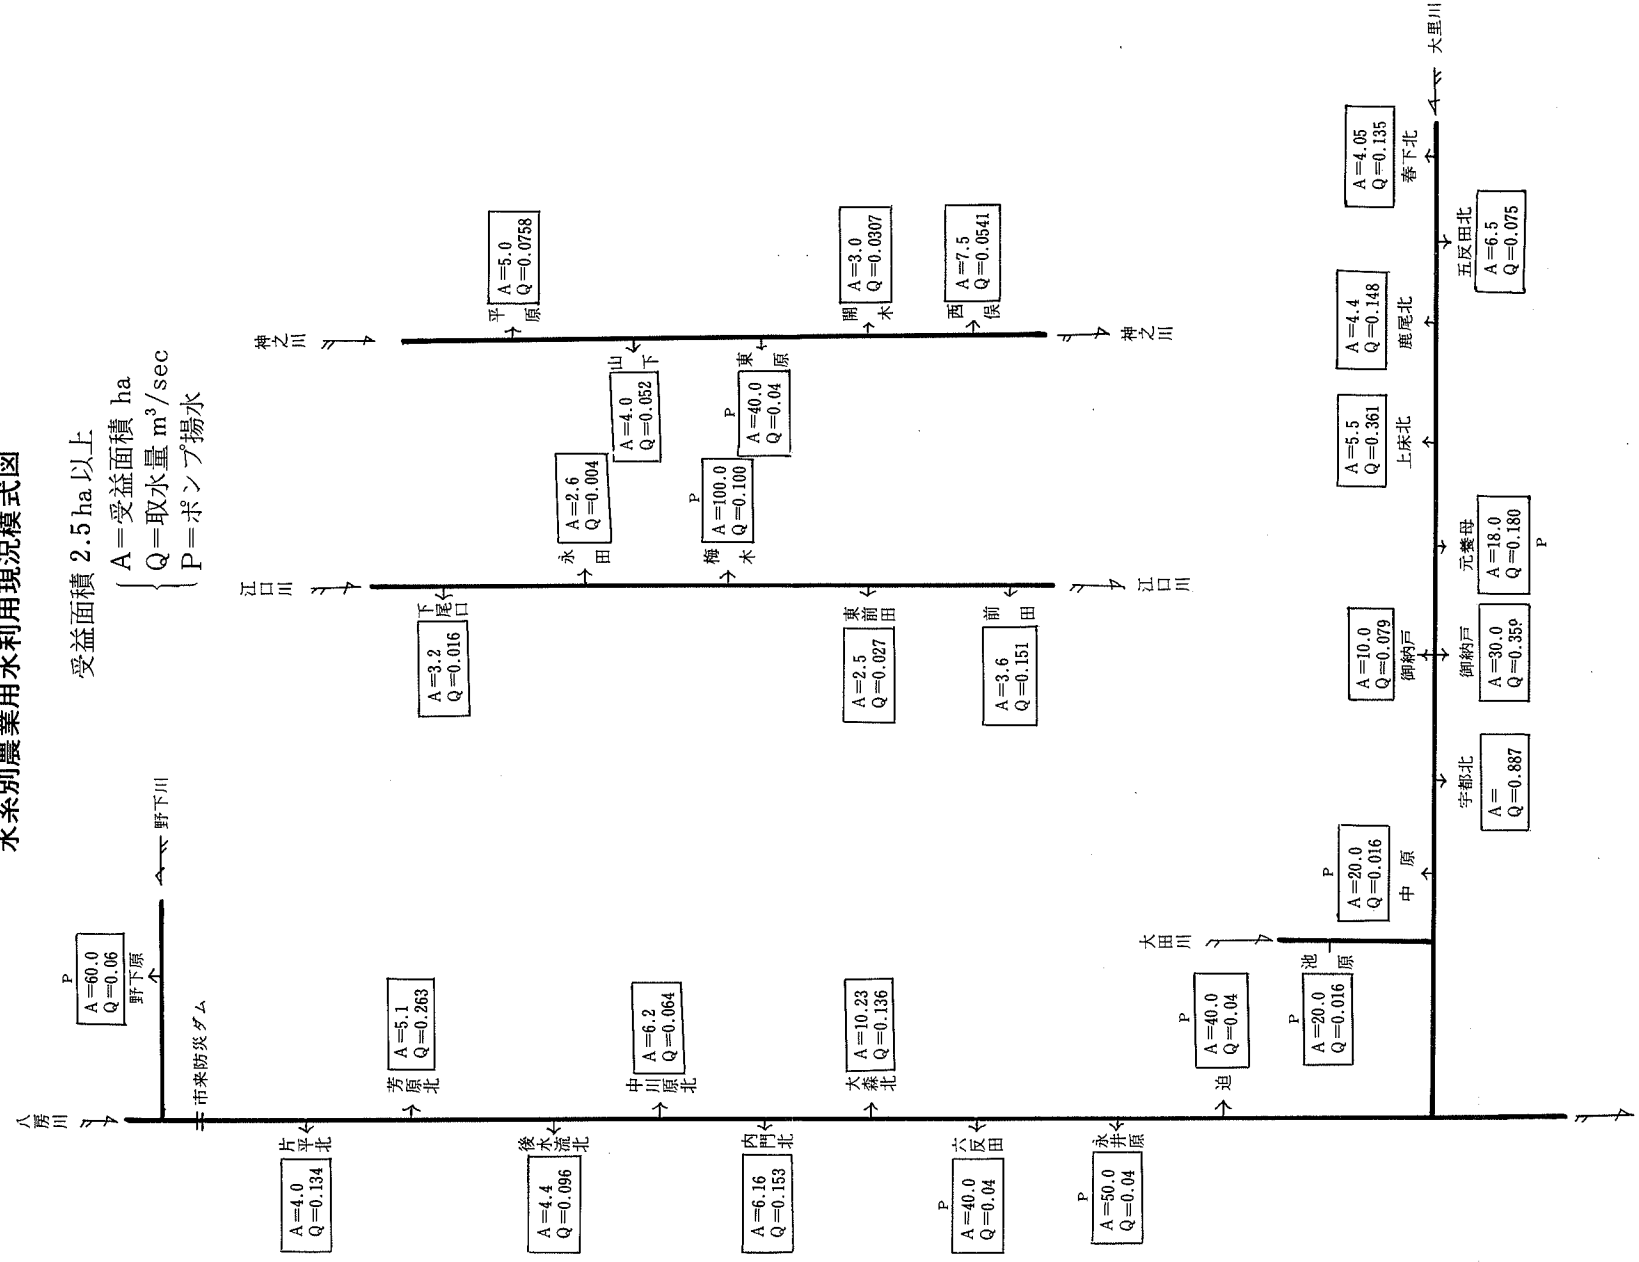 水系別農業用水利用現況模式図
受益面積 2.5ha以上
A=受益面積 ha
Q=取水量 m³/sec
P=ポンプ揚水
八房川
野下川
P
A=60.0
Q=0.06
野下原
市来防災ダム
片平北
A=4.0
Q=0.134
芳原北
A=5.1
Q=0.263
後水流北
A=4.4
Q=0.096
中川原北
A=6.2
Q=0.064
内門北
A=6.16
Q=0.153
大森北
A=10.23
Q=0.136
六反田
P
A=40.0
Q=0.04
永井原
P
A=50.0
Q=0.04
迫
P
A=40.0
Q=0.04
江口川
下尾口
A=3.2
Q=0.016
永田
A=2.6
Q=0.004
梅木
P
A=100.0
Q=0.100
東前田
A=2.5
Q=0.027
前田
A=3.6
Q=0.151
江口川
神之川
平原
A=5.0
Q=0.0758
山下
A=4.0
Q=0.052
東原
P
A=40.0
Q=0.04
開木
A=3.0
Q=0.0307
西俣
A=7.5
Q=0.0541
神之川
大里川
A=4.05
Q=0.135
春下北
五反田北
A=6.5
Q=0.075
A=4.4
Q=0.148
鹿尾北
A=5.5
Q=0.361
上床北
元養母
A=18.0
Q=0.180
P
A=10.0
Q=0.079
御納戸
御納戸
A=30.0
宇都北
A=
Q=0.887
P
A=20.0
Q=0.016
中原
大田川
池原
P
A=20.0
Q=0.016